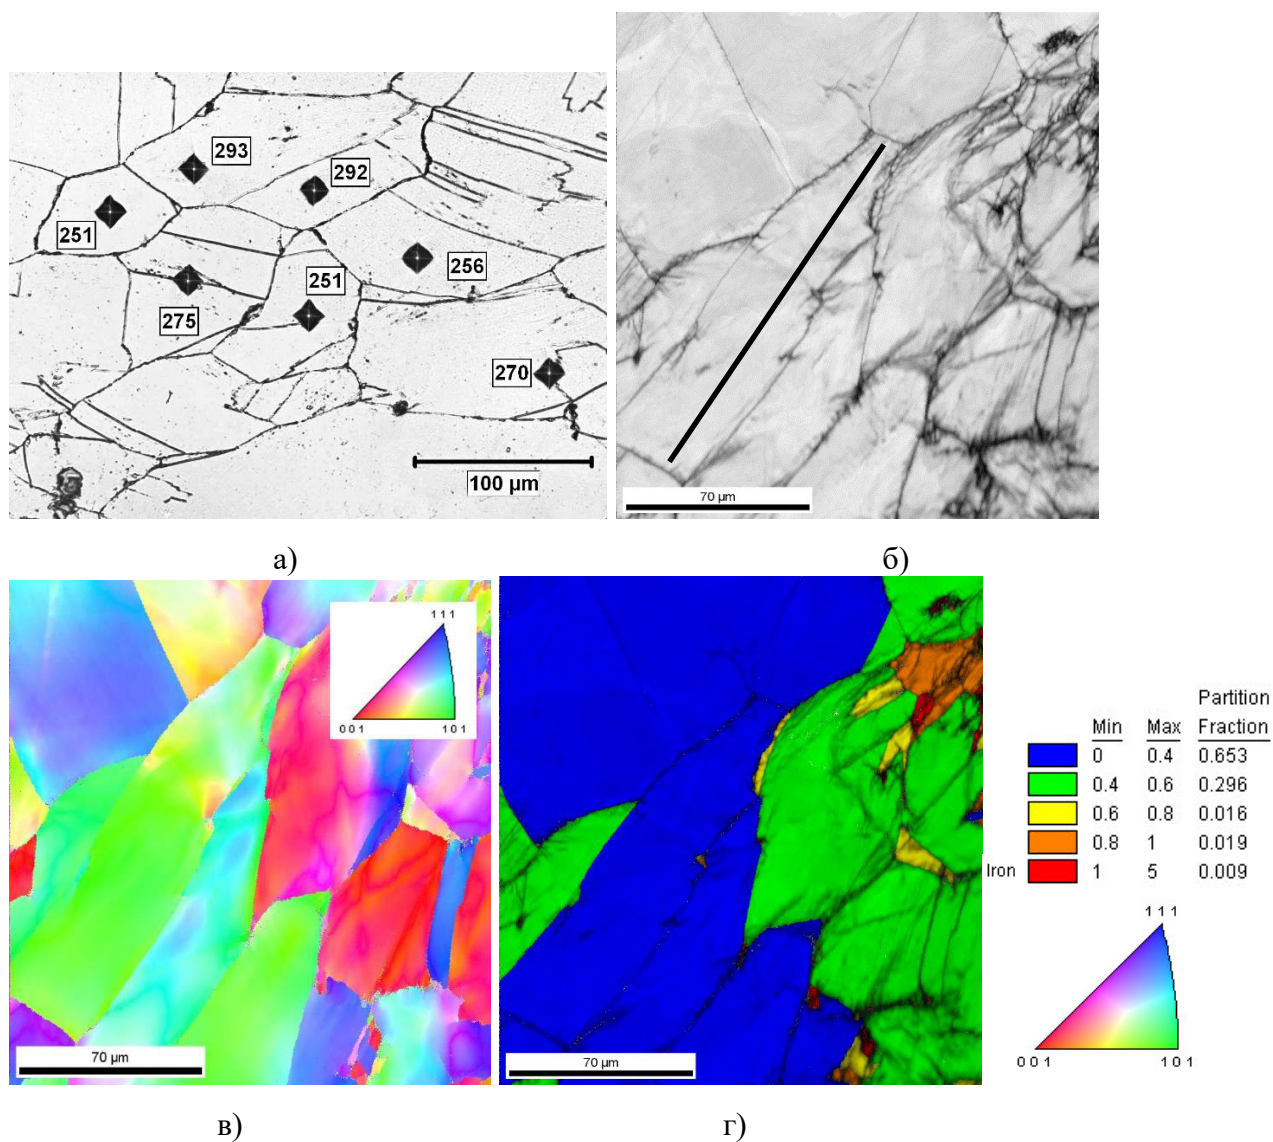 293
292
251
251
256
275
270
100 µm
70 µm
а)
б)
111
001
101
70 µm
70 µm
Partition
Min Max Fraction
0 0.4 0.653
0.4 0.6 0.296
0.6 0.8 0.016
0.8 1 0.019
Iron 1 5 0.009
111
001
101
в)
г)